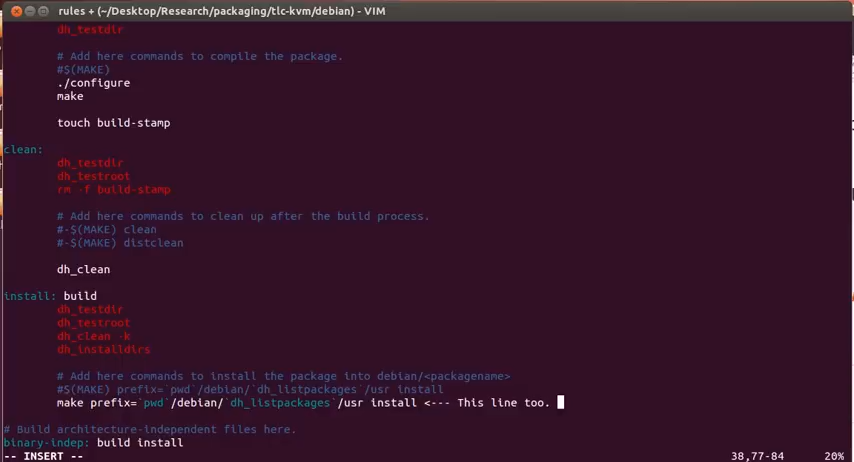 rules + (~/Desktop/Research/packaging/tlc-kvm/debian) - VIM
dh_testdir
# Add here commands to compile the package.
#$(MAKE)
./configure
make
touch build-stamp
clean:
dh_testdir
dh_testroot
rm -f build-stamp
# Add here commands to clean up after the build process.
#-$(MAKE) clean
#-$(MAKE) distclean
dh_clean
install: build
dh_testdir
dh_testroot
dh_clean -k
dh_installdirs
# Add here commands to install the package into debian/<packagename>
#$(MAKE) prefix=`pwd`/debian/`dh_listpackages`/usr install
make prefix=`pwd`/debian/`dh_listpackages`/usr install <--- This line too.
# Build architecture-independent files here.
binary-indep: build install
-- INSERT -- 38,77-84 20%